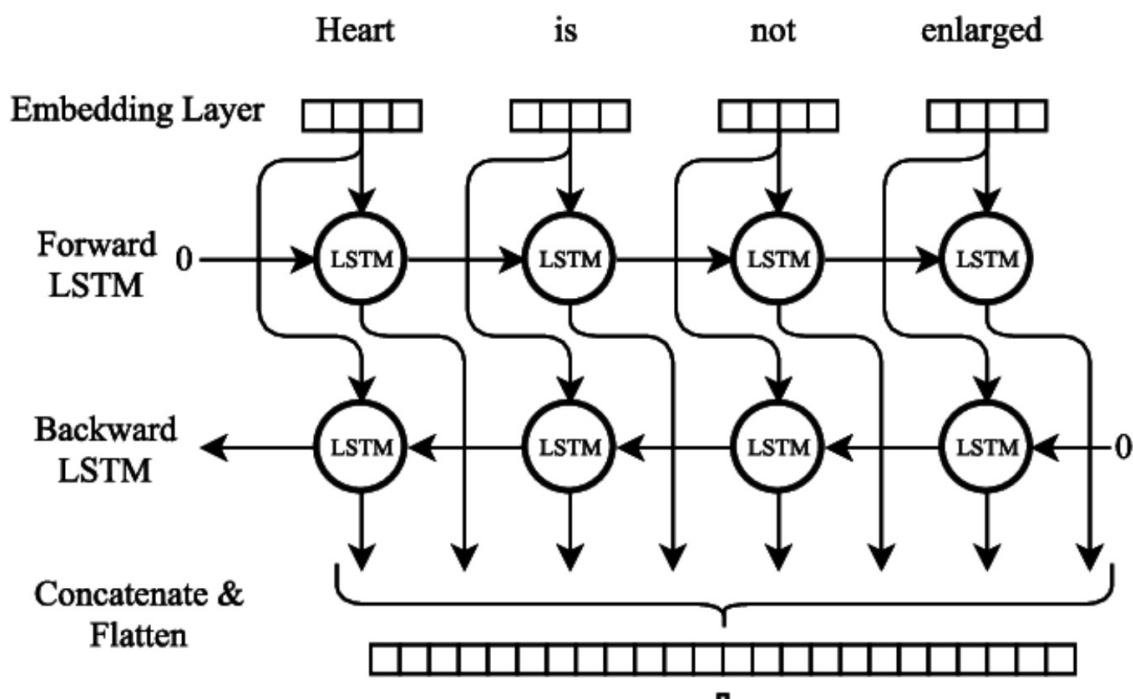 Heart is not enlarged
Embedding Layer
Forward
LSTM
0
LSTM LSTM LSTM LSTM
Backward
LSTM
LSTM LSTM LSTM LSTM
0
Concatenate &
Flatten